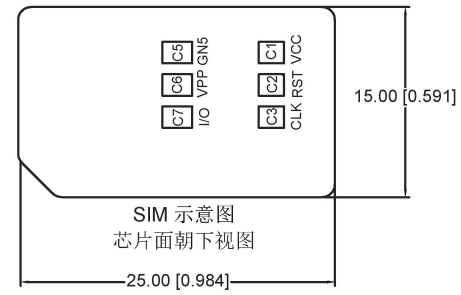 C5 GN5
C1 VCC
C6 VPP
C2 RST
C7 I/O
C3 CLK
15.00 [0.591]
SIM 示意图
芯片面朝下视图
25.00 [0.984]